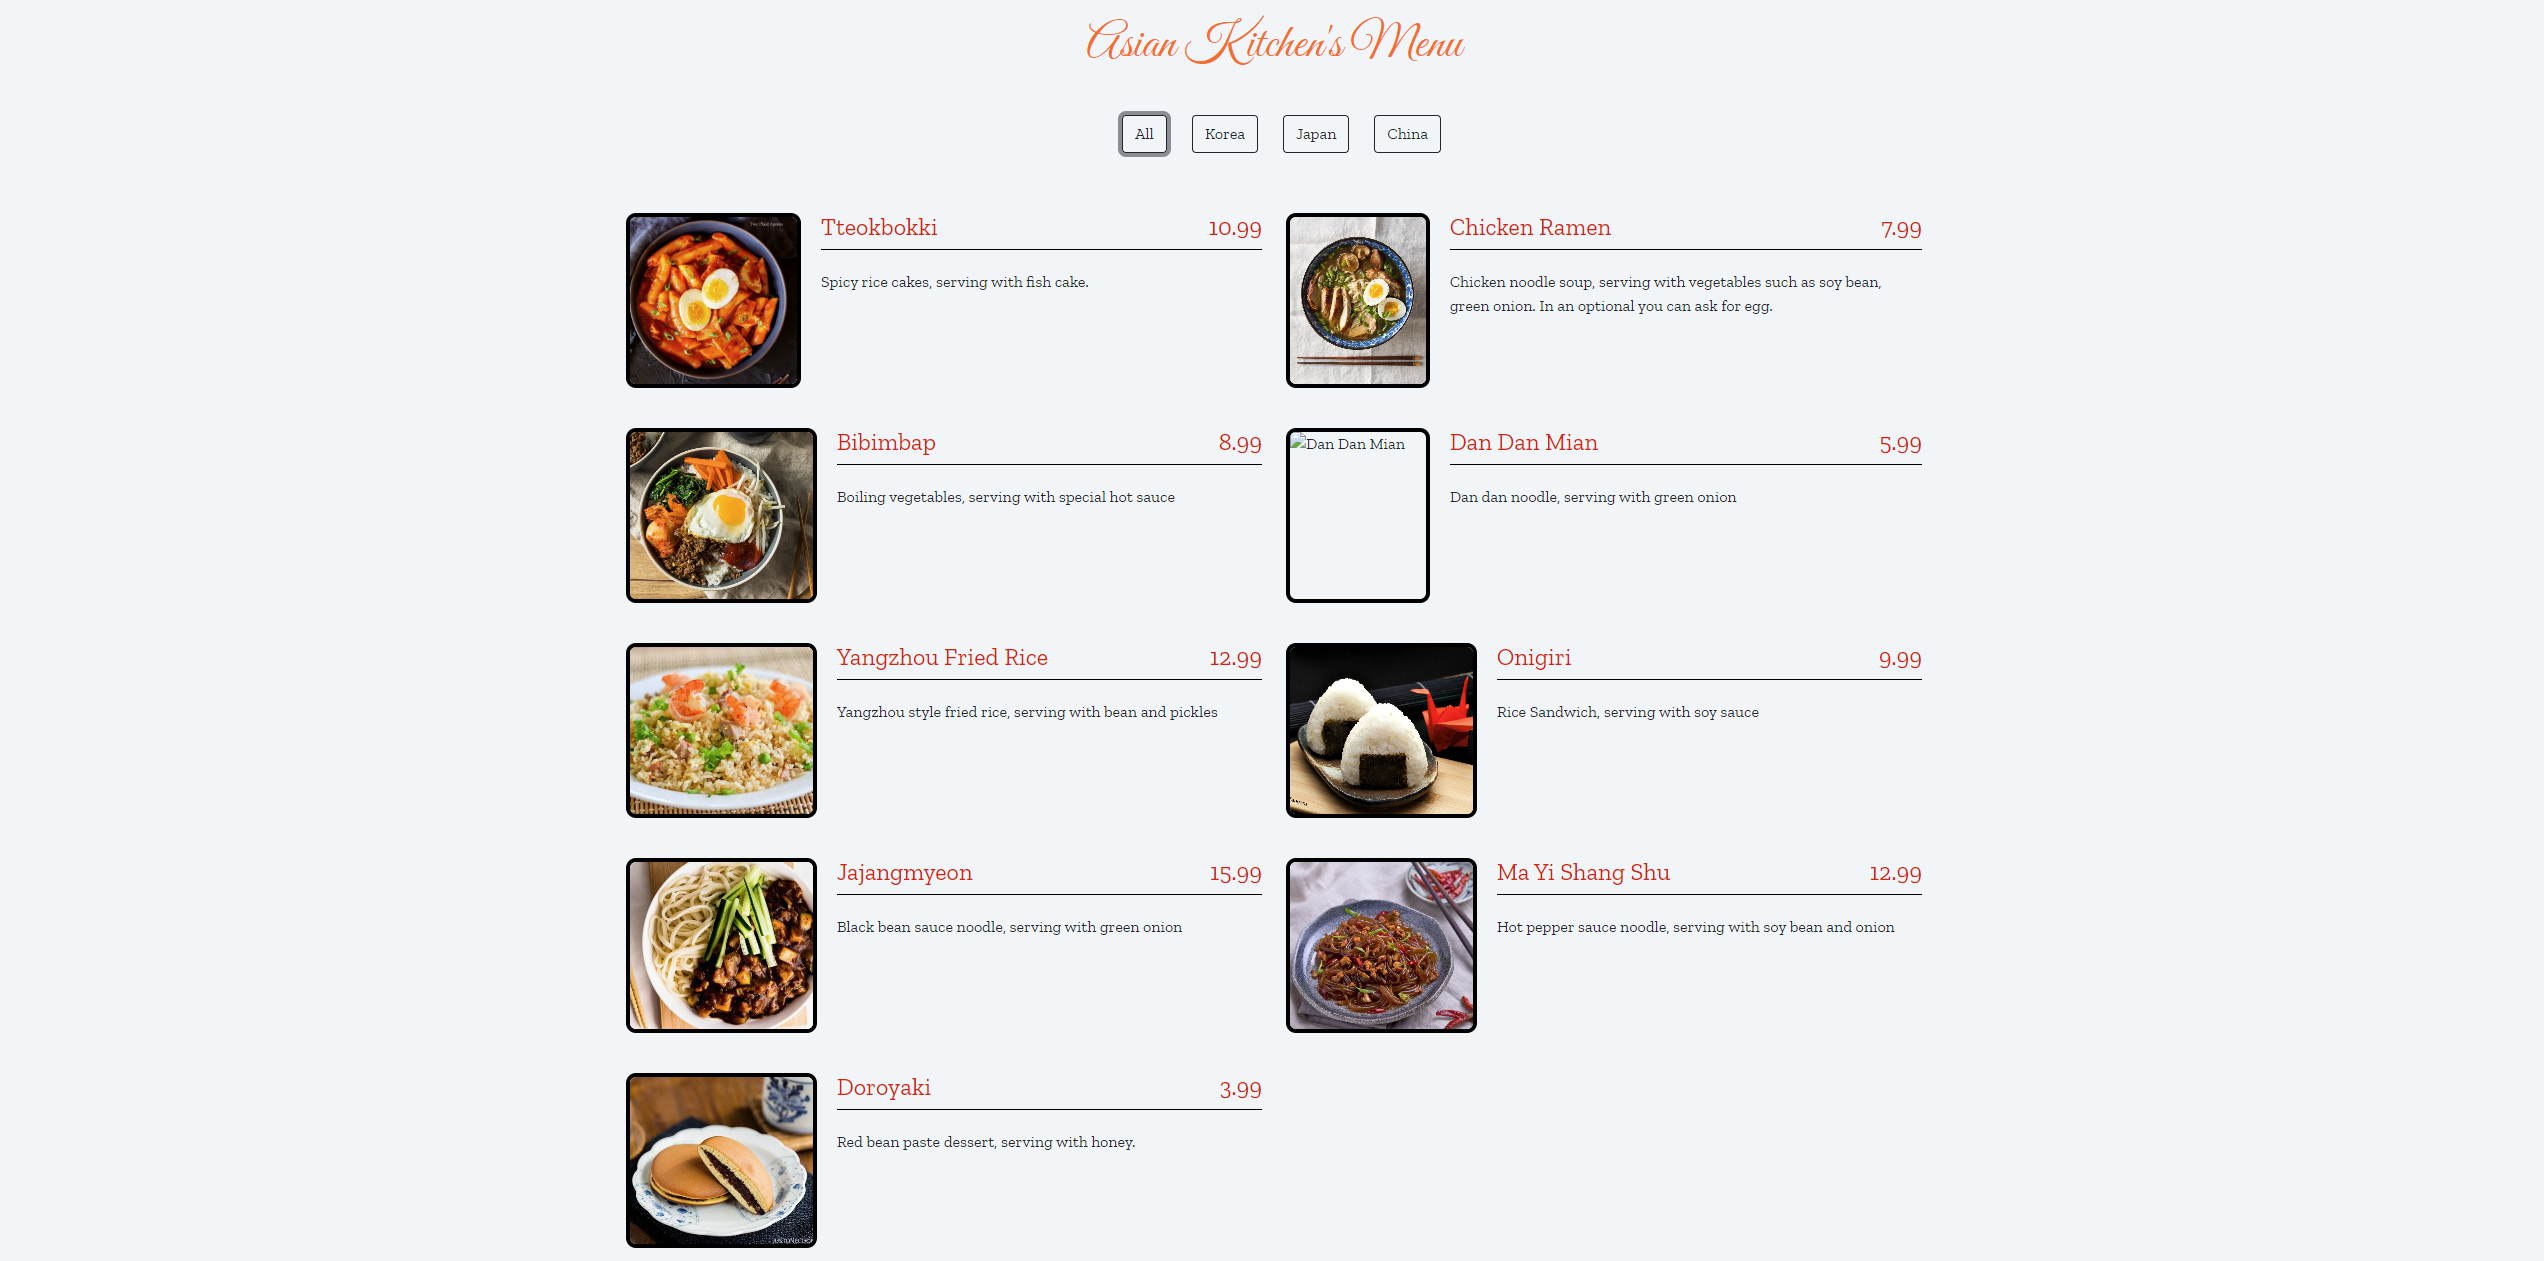 Asian Kitchen's Menu
All
Korea
Japan
China
Tteokbokki 10.99
Spicy rice cakes, serving with fish cake.
Chicken Ramen 7.99
Chicken noodle soup, serving with vegetables such as soy bean,
green onion. In an optional you can ask for egg.
Bibimbap 8.99
Boiling vegetables, serving with special hot sauce
Dan Dan Mian
Dan Dan Mian 5.99
Dan dan noodle, serving with green onion
Yangzhou Fried Rice 12.99
Yangzhou style fried rice, serving with bean and pickles
Onigiri 9.99
Rice Sandwich, serving with soy sauce
Jajangmyeon 15.99
Black bean sauce noodle, serving with green onion
Ma Yi Shang Shu 12.99
Hot pepper sauce noodle, serving with soy bean and onion
Doroyaki 3.99
Red bean paste dessert, serving with honey.